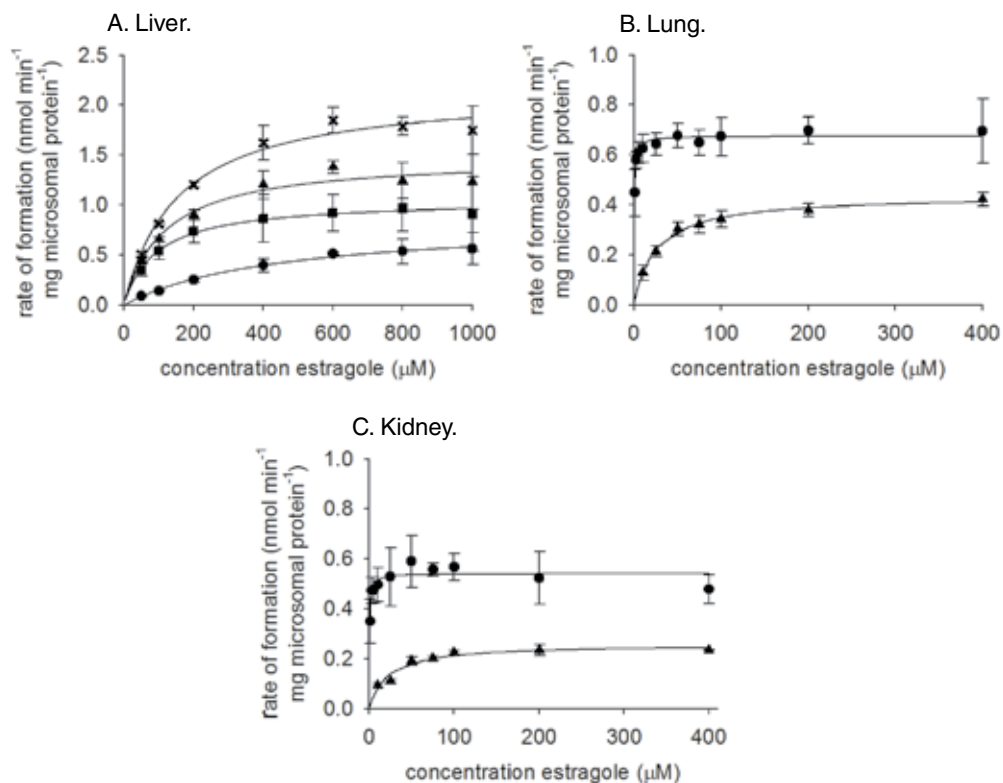 A. Liver.
rate of formation (nmol min⁻¹
mg microsomal protein⁻¹)
2.5
2.0
1.5
1.0
0.5
0.0
0 200 400 600 800 1000
concentration estragole (μM)
B. Lung.
rate of formation (nmol min⁻¹
mg microsomal protein⁻¹)
1.0
0.8
0.6
0.4
0.2
0.0
0 100 200 300 400
concentration estragole (μM)
C. Kidney.
rate of formation (nmol min⁻¹
mg microsomal protein⁻¹)
1.0
0.8
0.6
0.4
0.2
0.0
0 100 200 300 400
concentration estragole (μM)